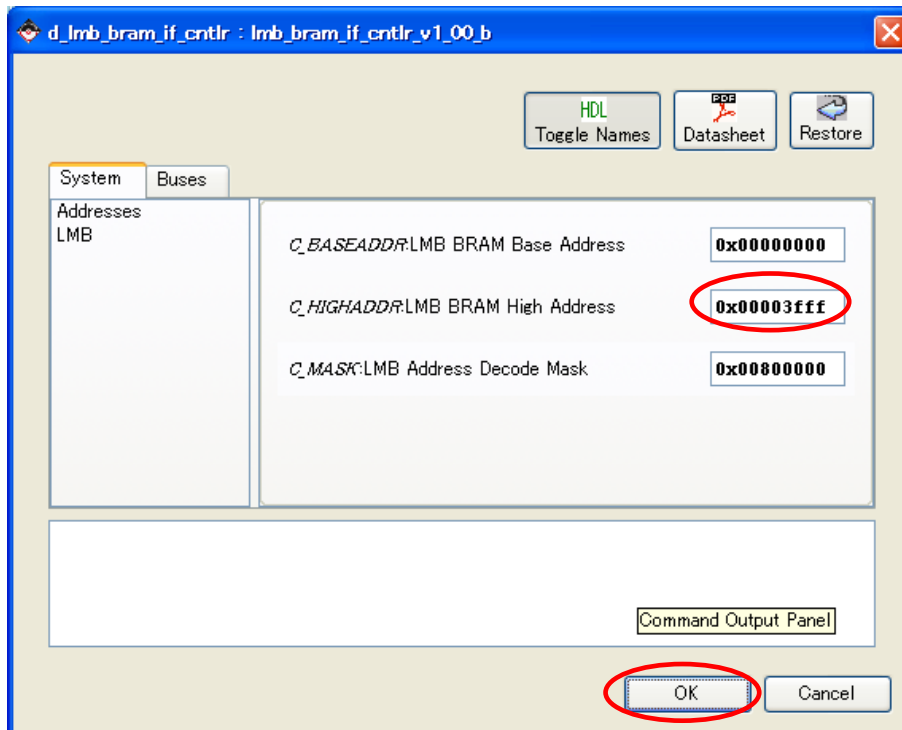 d_lmb_bram_if_cntlr : lmb_bram_if_cntlr_v1_00_b
HDL
Toggle Names
PDF
Datasheet
Restore
System
Buses
Addresses
LMB
C_BASEADDR:LMB BRAM Base Address
0x00000000
C_HIGHADDR:LMB BRAM High Address
0x00003fff
C_MASK:LMB Address Decode Mask
0x00800000
Command Output Panel
OK
Cancel